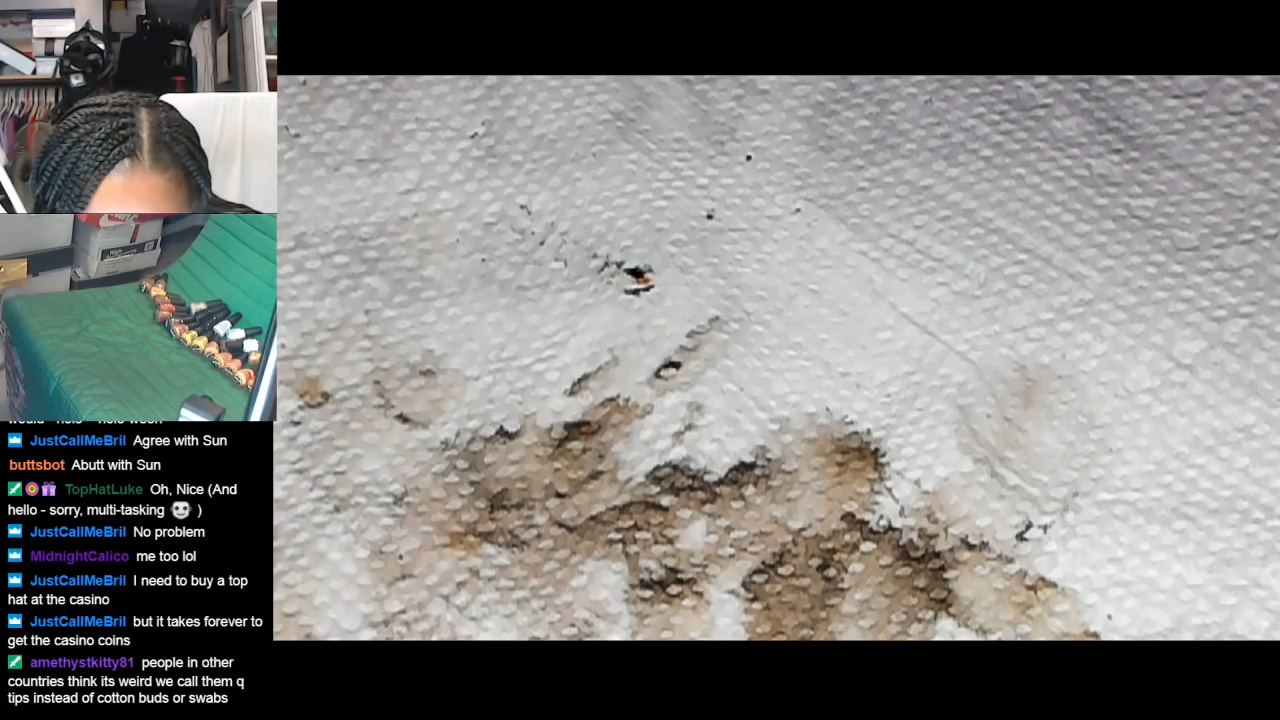 JustCallMeBril Agree with Sun
buttsbot Abutt with Sun
TopHatLuke Oh, Nice (And
hello - sorry, multi-tasking )
JustCallMeBril No problem
MidnightCalico me too lol
JustCallMeBril I need to buy a top
hat at the casino
JustCallMeBril but it takes forever to
get the casino coins
amethystkitty81 people in other
countries think its weird we call them q
tips instead of cotton buds or swabs